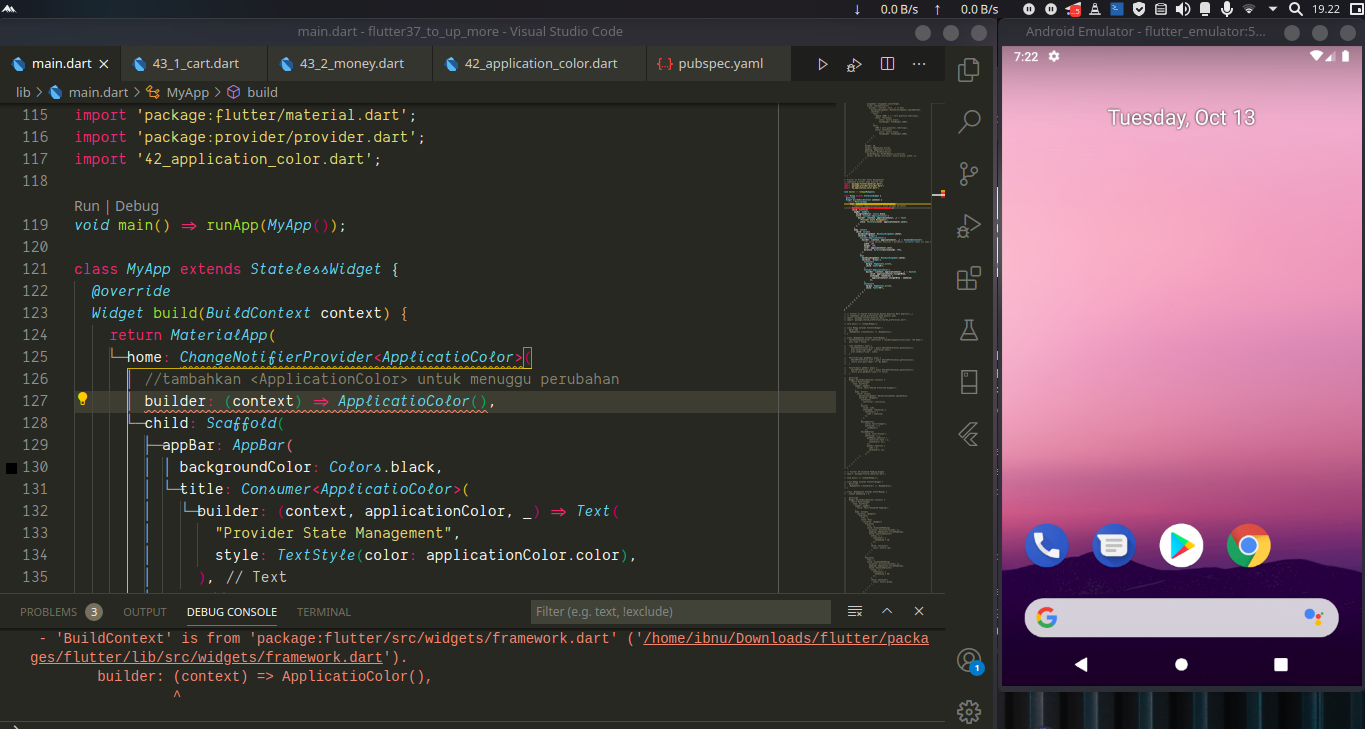 ↓ 0.0 B/s ↑ 0.0 B/s 5 19.22
main.dart - flutter37_to_up_more - Visual Studio Code
Android Emulator - flutter_emulator:5...
main.dart 43_1_cart.dart 43_2_money.dart 42_application_color.dart {..} pubspec.yaml
lib > main.dart > MyApp > build
115 import 'package:flutter/material.dart';
116 import 'package:provider/provider.dart';
117 import '42_application_color.dart';
118
Run | Debug
119 void main() => runApp(MyApp());
120
121 class MyApp extends StatelessWidget {
122 @override
123 Widget build(BuildContext context) {
124 return MaterialApp(
125 home: ChangeNotifierProvider<ApplicatioColor>(
126 //tambahkan <ApplicationColor> untuk menuggu perubahan
127 builder: (context) => ApplicatioColor(),
128 child: Scaffold(
129 appBar: AppBar(
130 backgroundColor: Colors.black,
131 title: Consumer<ApplicatioColor>(
132 builder: (context, applicationColor, _) => Text(
133 "Provider State Management",
134 style: TextStyle(color: applicationColor.color),
135 ), // Text
PROBLEMS 3 OUTPUT DEBUG CONSOLE TERMINAL Filter (e.g. text, !exclude)
- 'BuildContext' is from 'package:flutter/src/widgets/framework.dart' ('/home/ibnu/Downloads/flutter/packa
ges/flutter/lib/src/widgets/framework.dart').
builder: (context) => ApplicatioColor(),
^
1
7:22
Tuesday, Oct 13